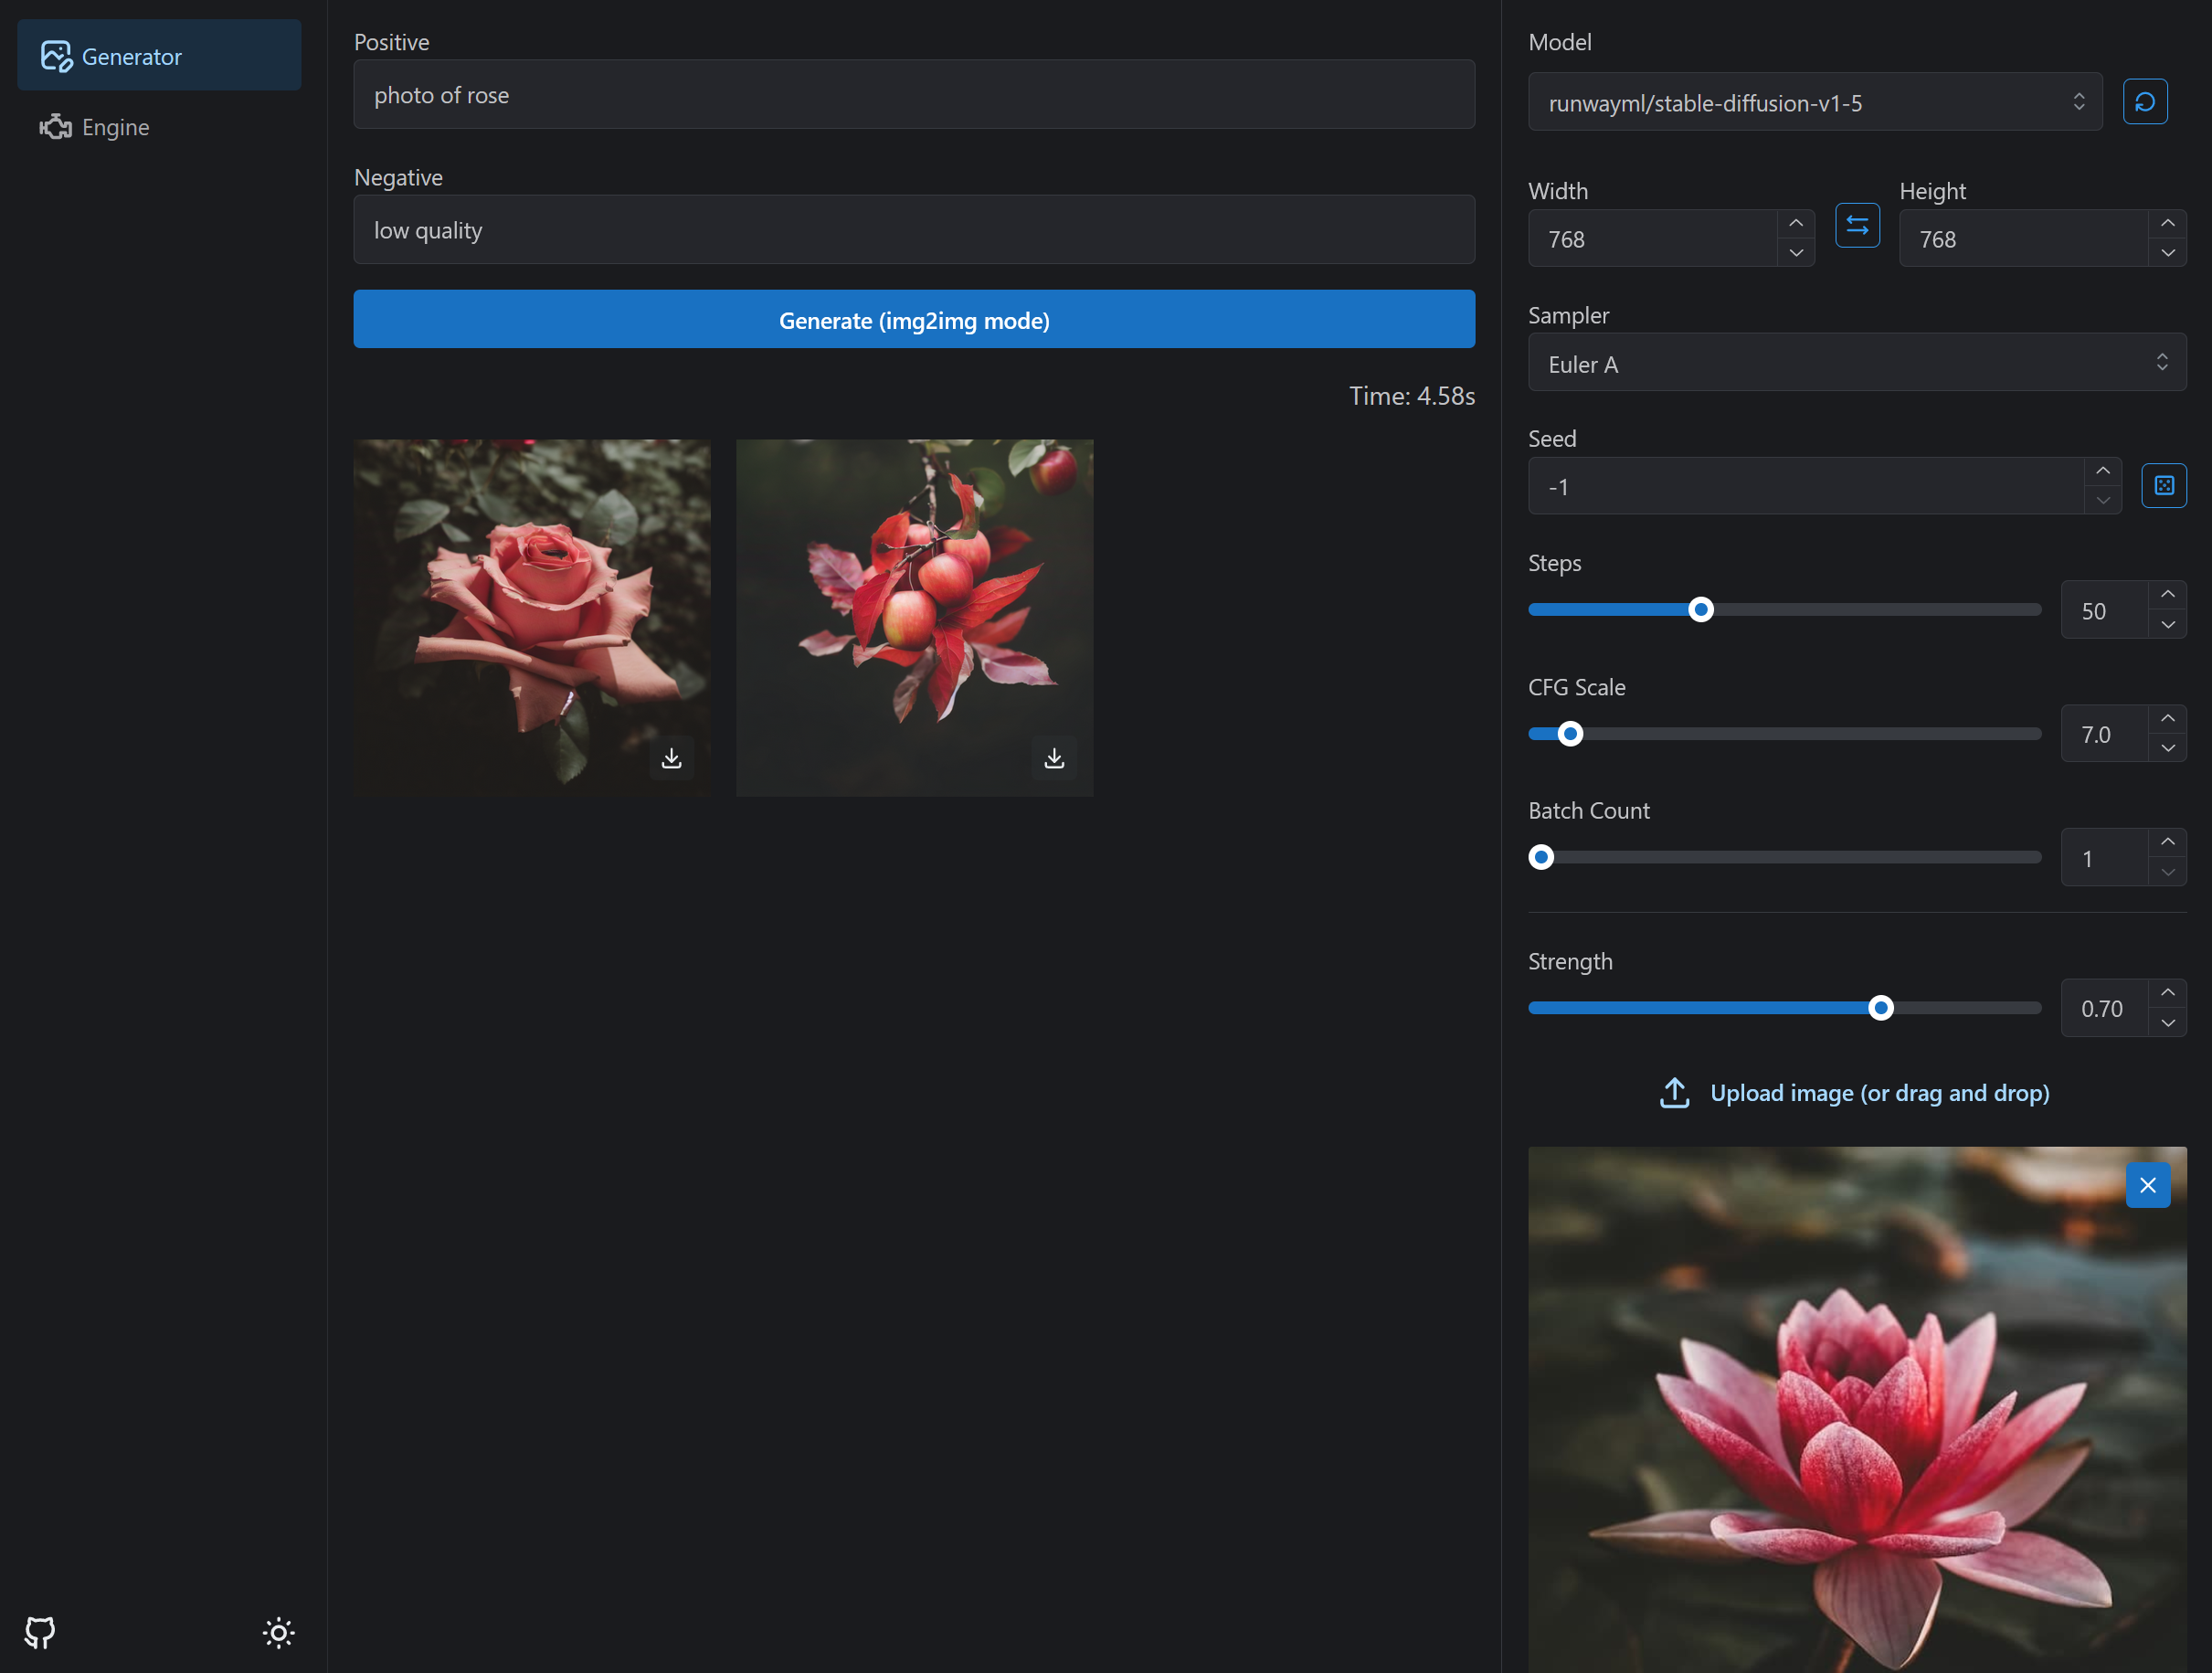 Generator
Engine
Positive
photo of rose
Negative
low quality
Generate (img2img mode)
Time: 4.58s
Model
runwayml/stable-diffusion-v1-5
Width
Height
768
768
Sampler
Euler A
Seed
-1
Steps
50
CFG Scale
7.0
Batch Count
1
Strength
0.70
Upload image (or drag and drop)